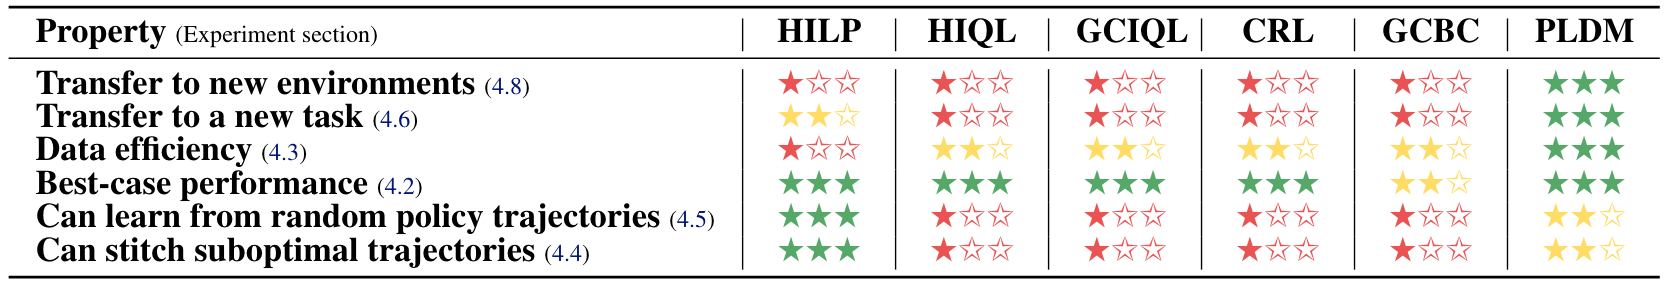 Property (Experiment section) | HILP | HIQL | GCIQL | CRL | GCBC | PLDM
Transfer to new environments (4.8) ★☆☆ ★☆☆ ★☆☆ ★☆☆ ★☆☆ ★★★
Transfer to a new task (4.6) ★★☆ ★☆☆ ★☆☆ ★☆☆ ★☆☆ ★★★
Data efficiency (4.3) ★☆☆ ★★☆ ★★☆ ★★☆ ★★☆ ★★★
Best-case performance (4.2) ★★★ ★★★ ★★★ ★★★ ★★☆ ★★★
Can learn from random policy trajectories (4.5) ★★★ ★☆☆ ★☆☆ ★☆☆ ★☆☆ ★★☆
Can stitch suboptimal trajectories (4.4) ★★★ ★☆☆ ★☆☆ ★☆☆ ★☆☆ ★★☆